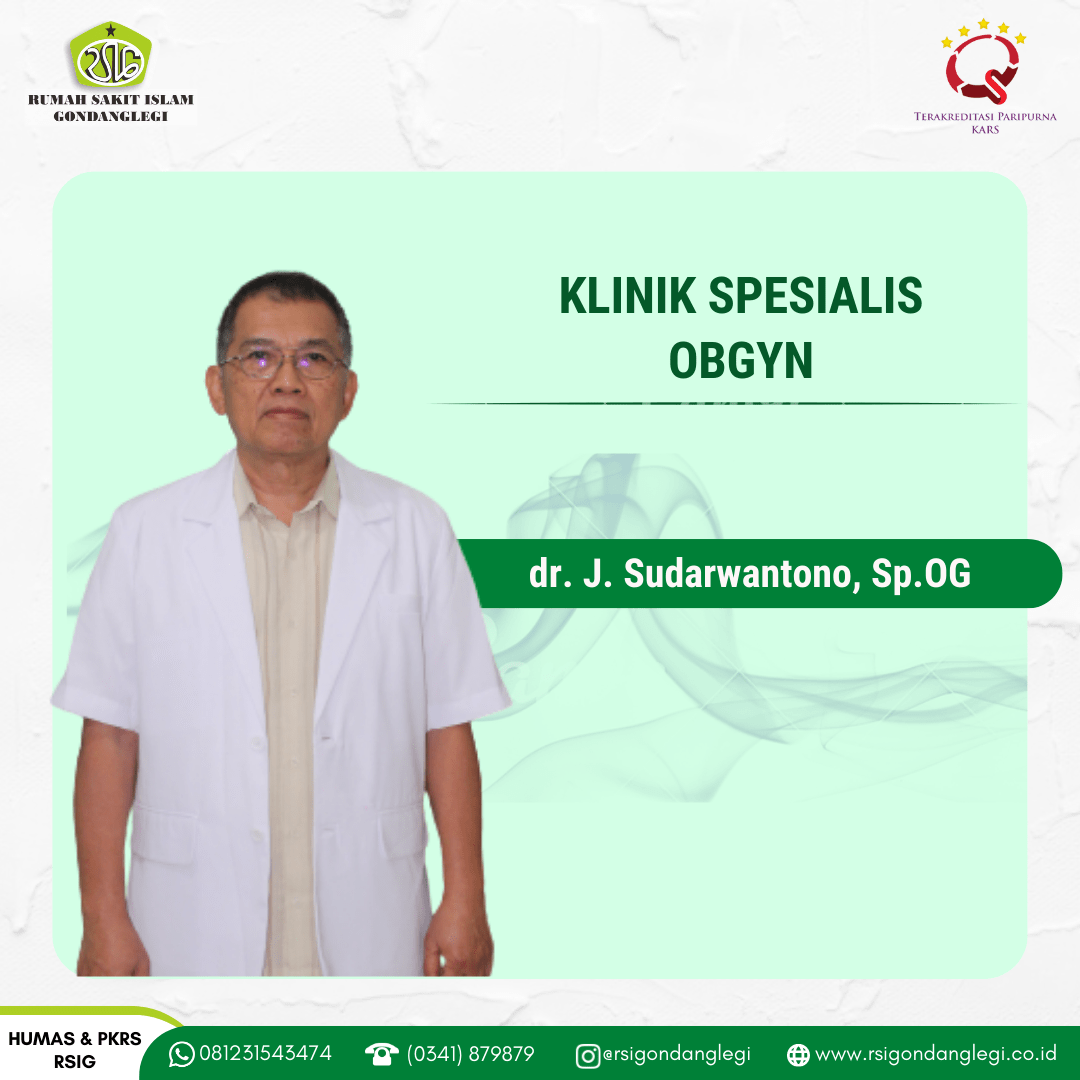 RSIG
RUMAH SAKIT ISLAM
GONDANGLEGI
TERAKREDITASI PARIPURNA
KARS
KLINIK SPESIALIS
OBGYN
dr. J. Sudarwantono, Sp.OG
HUMAS & PKRS
RSIG
081231543474
(0341) 879879
@rsigondanglegi
www.rsigondanglegi.co.id